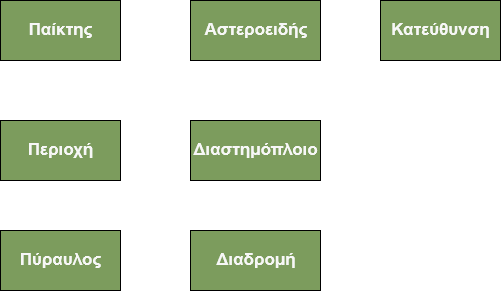 Παίκτης
Αστεροειδής
Κατεύθυνση
Περιοχή
Διαστημόπλοιο
Πύραυλος
Διαδρομή